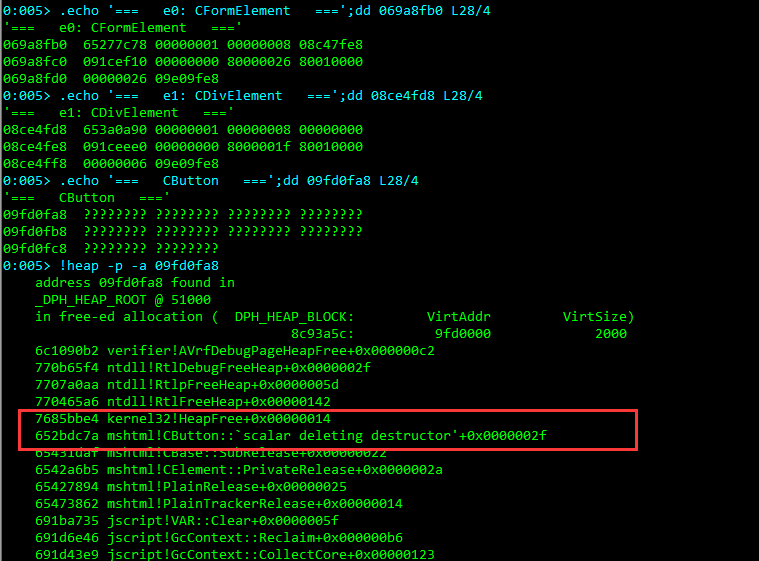 0:005> .echo '===   e0: CFormElement   ===';dd 069a8fb0 L28/4
'===   e0: CFormElement   ==='
069a8fb0  65277c78 00000001 00000008 08c47fe8
069a8fc0  091cef10 00000000 80000026 80010000
069a8fd0  00000026 09e09fe8
0:005> .echo '===   e1: CDivElement   ===';dd 08ce4fd8 L28/4
'===   e1: CDivElement   ==='
08ce4fd8  653a0a90 00000001 00000008 00000000
08ce4fe8  091ceee0 00000000 8000001f 80010000
08ce4ff8  00000006 09e09fe8
0:005> .echo '===   CButton   ===';dd 09fd0fa8 L28/4
'===   CButton   ==='
09fd0fa8  ???????? ???????? ???????? ????????
09fd0fb8  ???????? ???????? ???????? ????????
09fd0fc8  ???????? ????????
0:005> !heap -p -a 09fd0fa8
    address 09fd0fa8 found in
    _DPH_HEAP_ROOT @ 51000
    in free-ed allocation (  DPH_HEAP_BLOCK:         VirtAddr         VirtSize)
                                    8c93a5c:          9fd0000             2000
    6c1090b2 verifier!AVrfDebugPageHeapFree+0x000000c2
    770b65f4 ntdll!RtlDebugFreeHeap+0x0000002f
    7707a0aa ntdll!RtlpFreeHeap+0x0000005d
    770465a6 ntdll!RtlFreeHeap+0x00000142
    7685bbe4 kernel32!HeapFree+0x00000014
    652bdc7a mshtml!CButton::`scalar deleting destructor'+0x0000002f
    65431daf mshtml!CBase::SubRelease+0x00000022
    6542a6b5 mshtml!CElement::PrivateRelease+0x0000002a
    65427894 mshtml!PlainRelease+0x00000025
    65473862 mshtml!PlainTrackerRelease+0x00000014
    691ba735 jscript!VAR::Clear+0x0000005f
    691d6e46 jscript!GcContext::Reclaim+0x000000b6
    691d43e9 jscript!GcContext::CollectCore+0x00000123